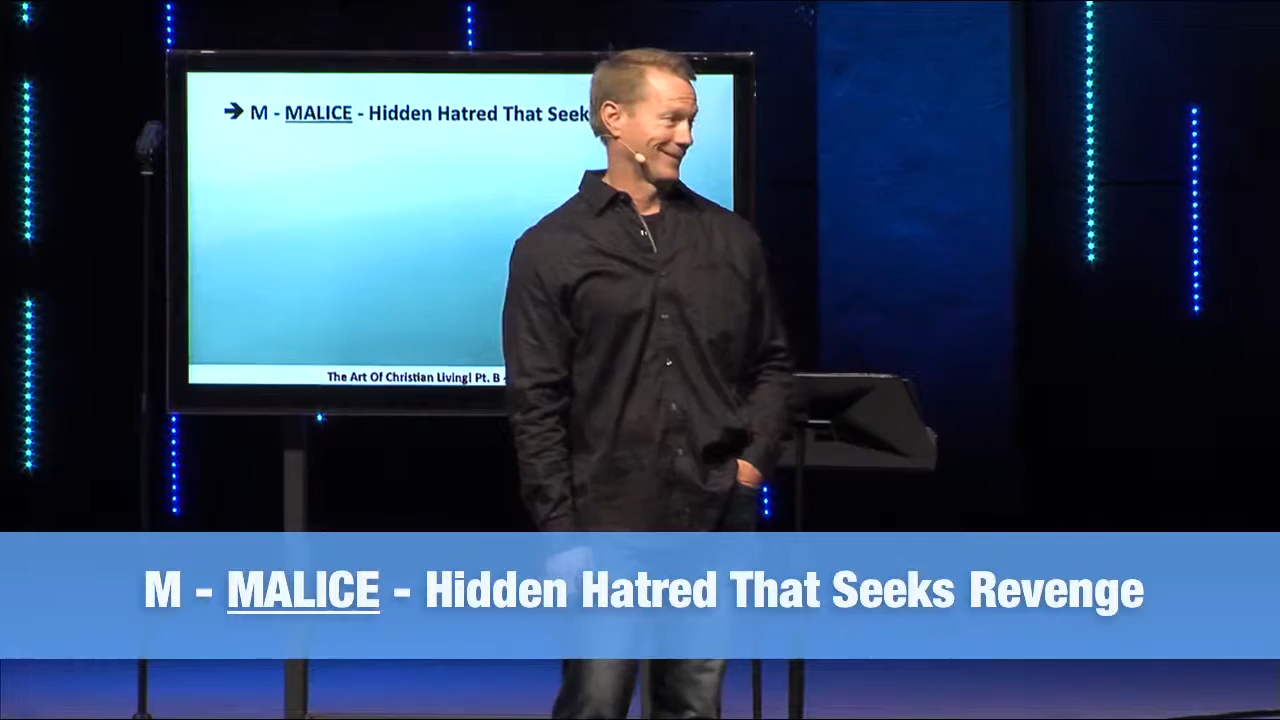 ➔ M - MALICE - Hidden Hatred That Seek
The Art Of Christian Living| Pt. B -
M - MALICE - Hidden Hatred That Seeks Revenge